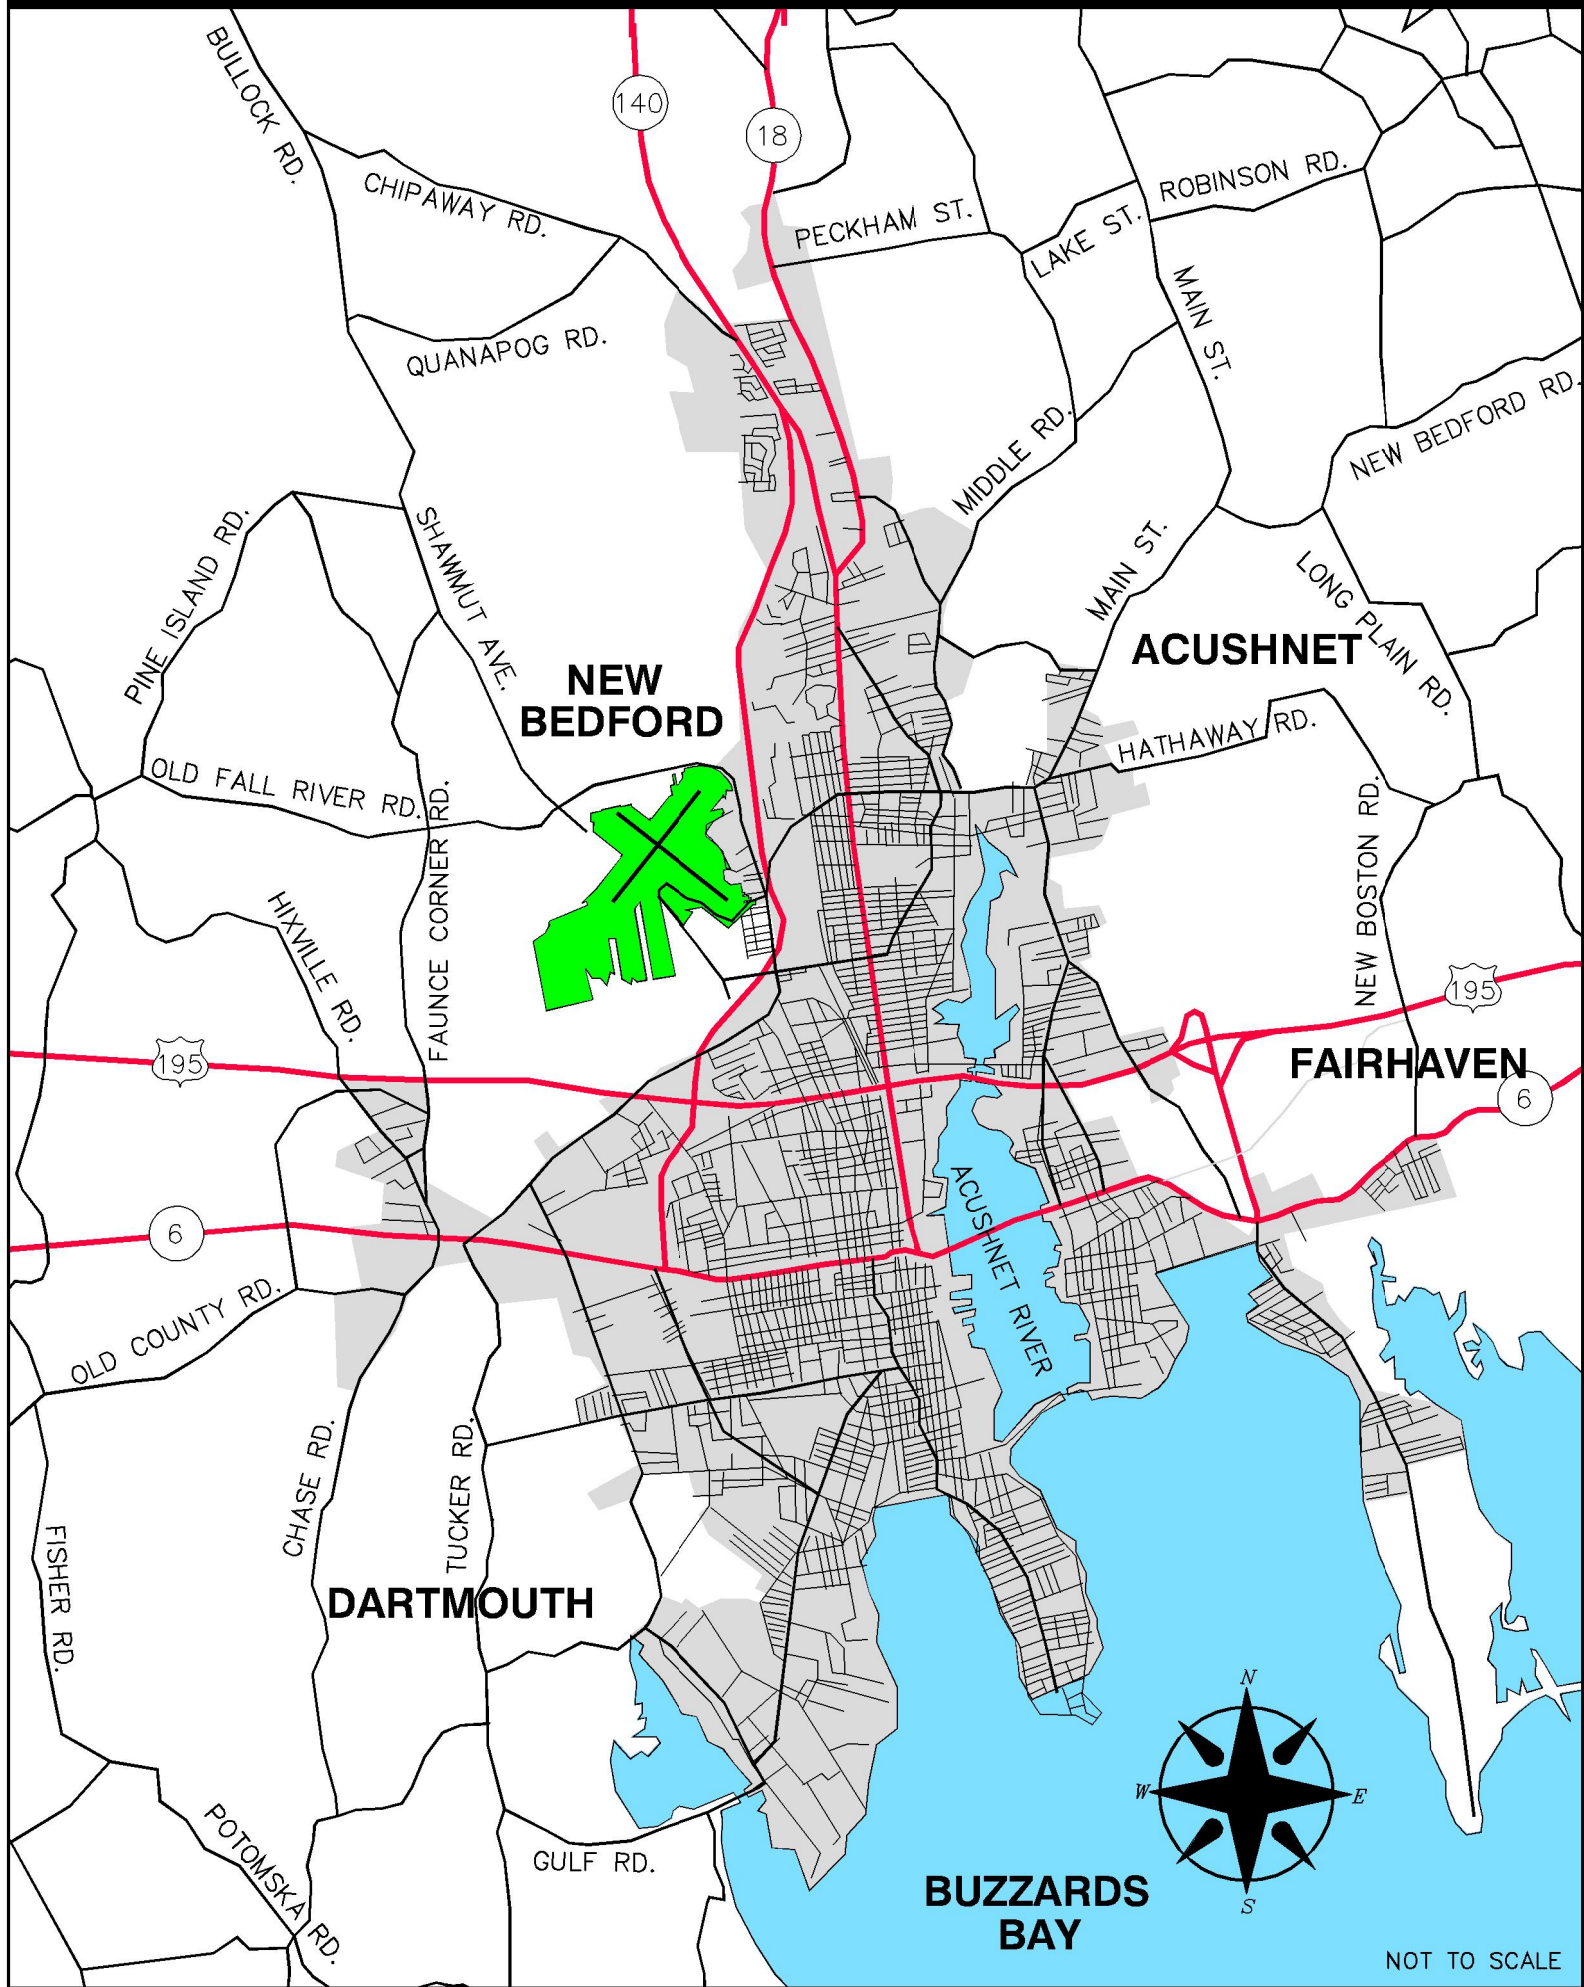 BULLOCK RD.
140
18
CHIPAWAY RD.
PECKHAM ST.
LAKE ST.
ROBINSON RD.
MAIN ST.
QUANAPOG RD.
NEW BEDFORD RD.
MIDDLE RD.
PINE ISLAND RD.
SHAWMUT AVE.
MAIN ST.
LONG PLAIN RD.
ACUSHNET
NEW
BEDFORD
HATHAWAY RD.
OLD FALL RIVER RD.
FAUNCE CORNER RD.
NEW BOSTON RD.
HIXVILLE RD.
195
195
FAIRHAVEN
6
6
ACUSHNET RIVER
OLD COUNTY RD.
CHASE RD.
TUCKER RD.
FISHER RD.
DARTMOUTH
N
W
E
S
POTOMSKA RD.
GULF RD.
BUZZARDS
BAY
NOT TO SCALE